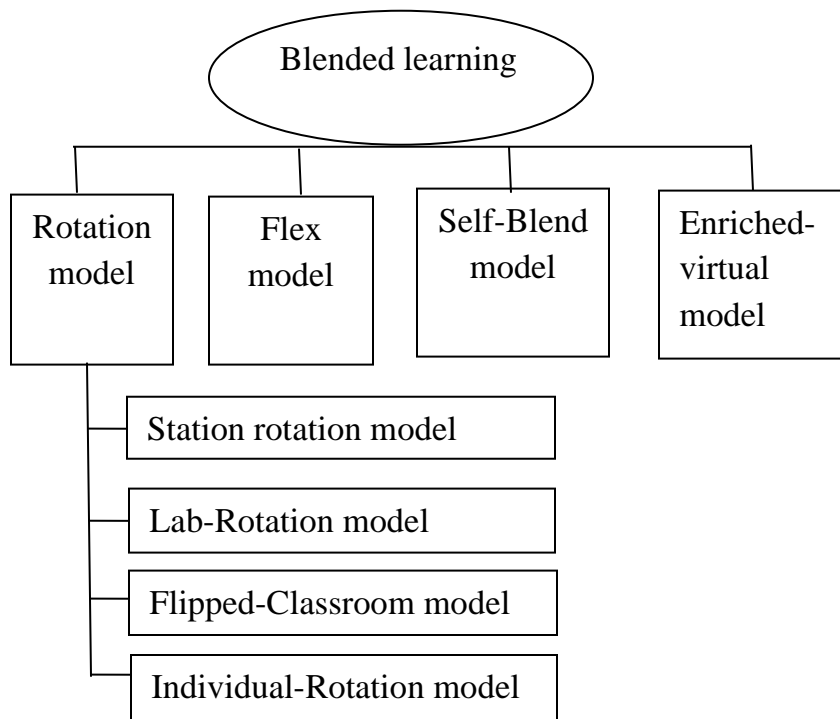 Blended learning
Rotation
model
Flex
model
Self-Blend
model
Enriched-
virtual
model
Station rotation model
Lab-Rotation model
Flipped-Classroom model
Individual-Rotation model